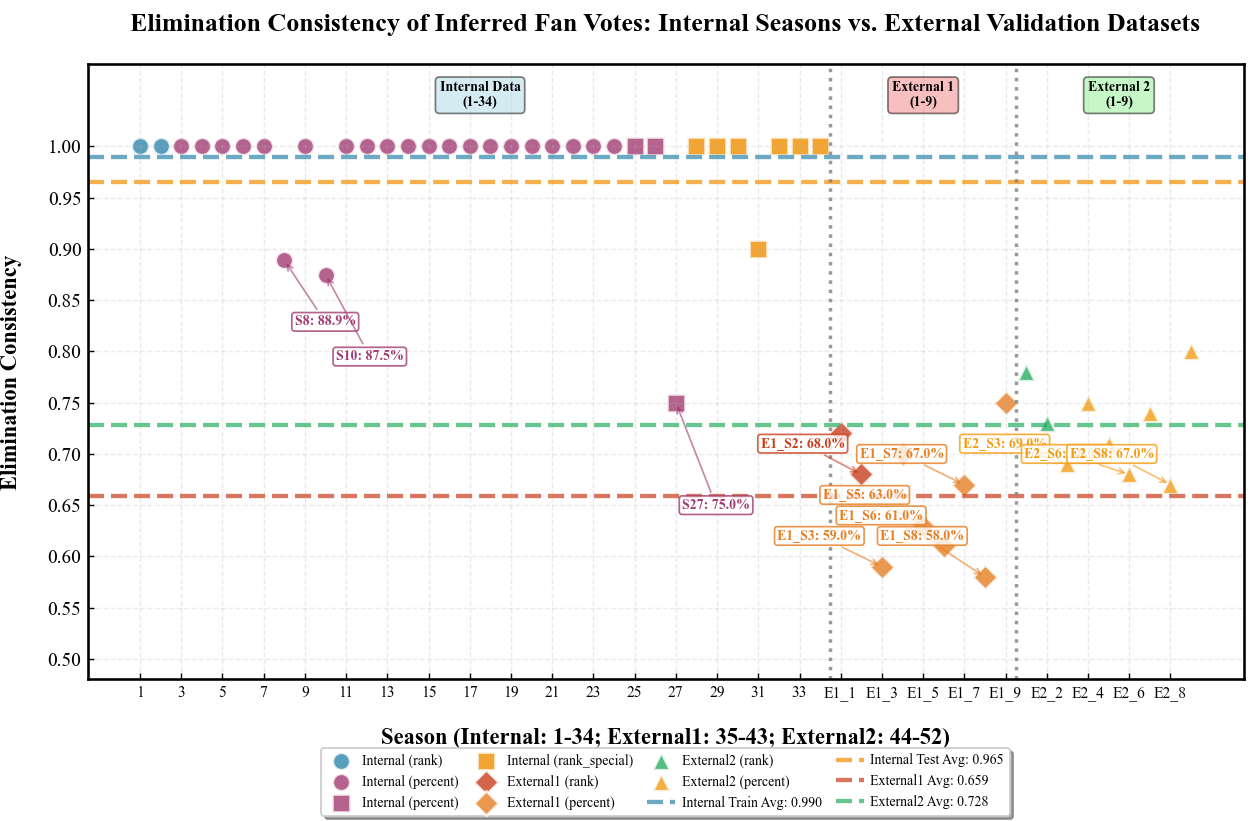 Elimination Consistency of Inferred Fan Votes: Internal Seasons vs. External Validation Datasets
Internal Data
(1-34)
External 1
(1-9)
External 2
(1-9)
Elimination Consistency
1.00
0.95
0.90
0.85
0.80
0.75
0.70
0.65
0.60
0.55
0.50
S8: 88.9%
S10: 87.5%
S27: 75.0%
E1_S2: 68.0%
E1_S7: 67.0%
E1_S5: 63.0%
E1_S6: 61.0%
E1_S3: 59.0%
E1_S8: 58.0%
E2_S3: 69.0%
E2_S6:
E2_S8: 67.0%
1 3 5 7 9 11 13 15 17 19 21 23 25 27 29 31 33 E1_1 E1_3 E1_5 E1_7 E1_9 E2_2 E2_4 E2_6 E2_8
Season (Internal: 1-34; External1: 35-43; External2: 44-52)
Internal (rank)
Internal (percent)
Internal (percent)
Internal (rank_special)
External1 (rank)
External1 (percent)
External2 (rank)
External2 (percent)
Internal Train Avg: 0.990
Internal Test Avg: 0.965
External1 Avg: 0.659
External2 Avg: 0.728